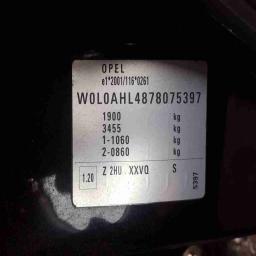 OPEL
e1*2001/116*0261
W0L0AHL4878075397
1900 kg
3455 kg
1-1060 kg
2-0860 kg
1.20 Z 2HU XXVQ S
5397